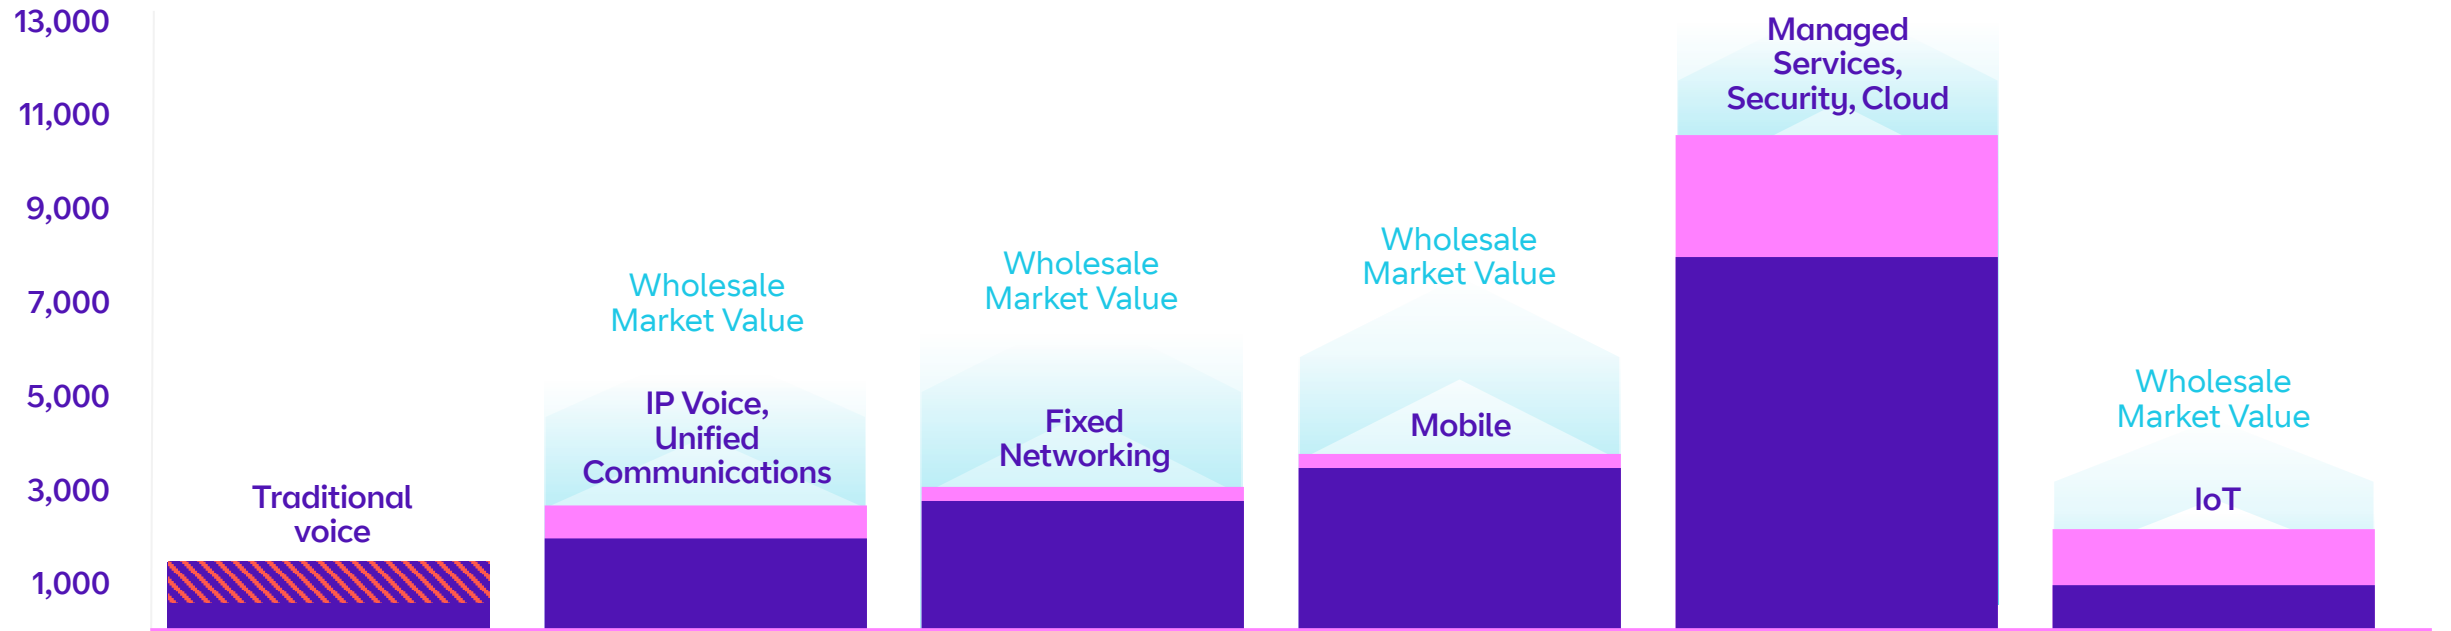 13,000
11,000
9,000
7,000
5,000
3,000
1,000
Traditional
voice
Wholesale
Market Value
IP Voice,
Unified
Communications
Wholesale
Market Value
Fixed
Networking
Wholesale
Market Value
Mobile
Managed
Services,
Security, Cloud
Wholesale
Market Value
IoT